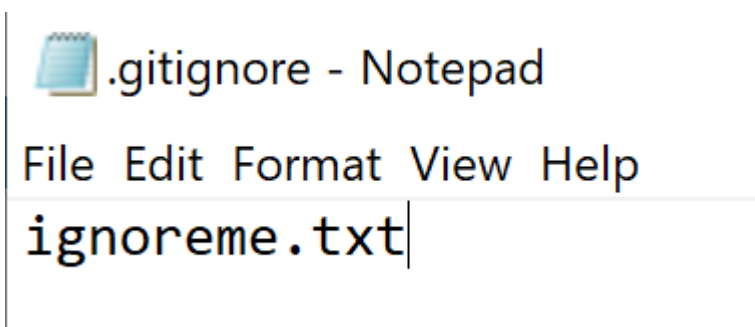 .gitignore - Notepad
File Edit Format View Help
ignoreme.txt